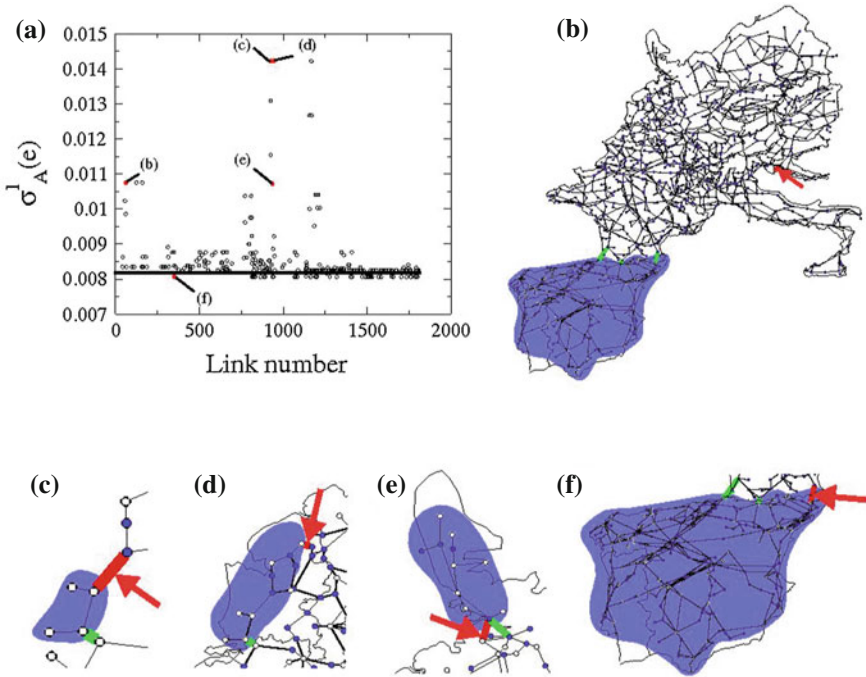 (a)
0.015
0.014
0.013
0.012
0.011
0.01
0.009
0.008
0.007
σ¹A(e)
(c)
(d)
(b)
(e)
(f)
0
500
1000
1500
2000
Link number
(b)
(c)
(d)
(e)
(f)